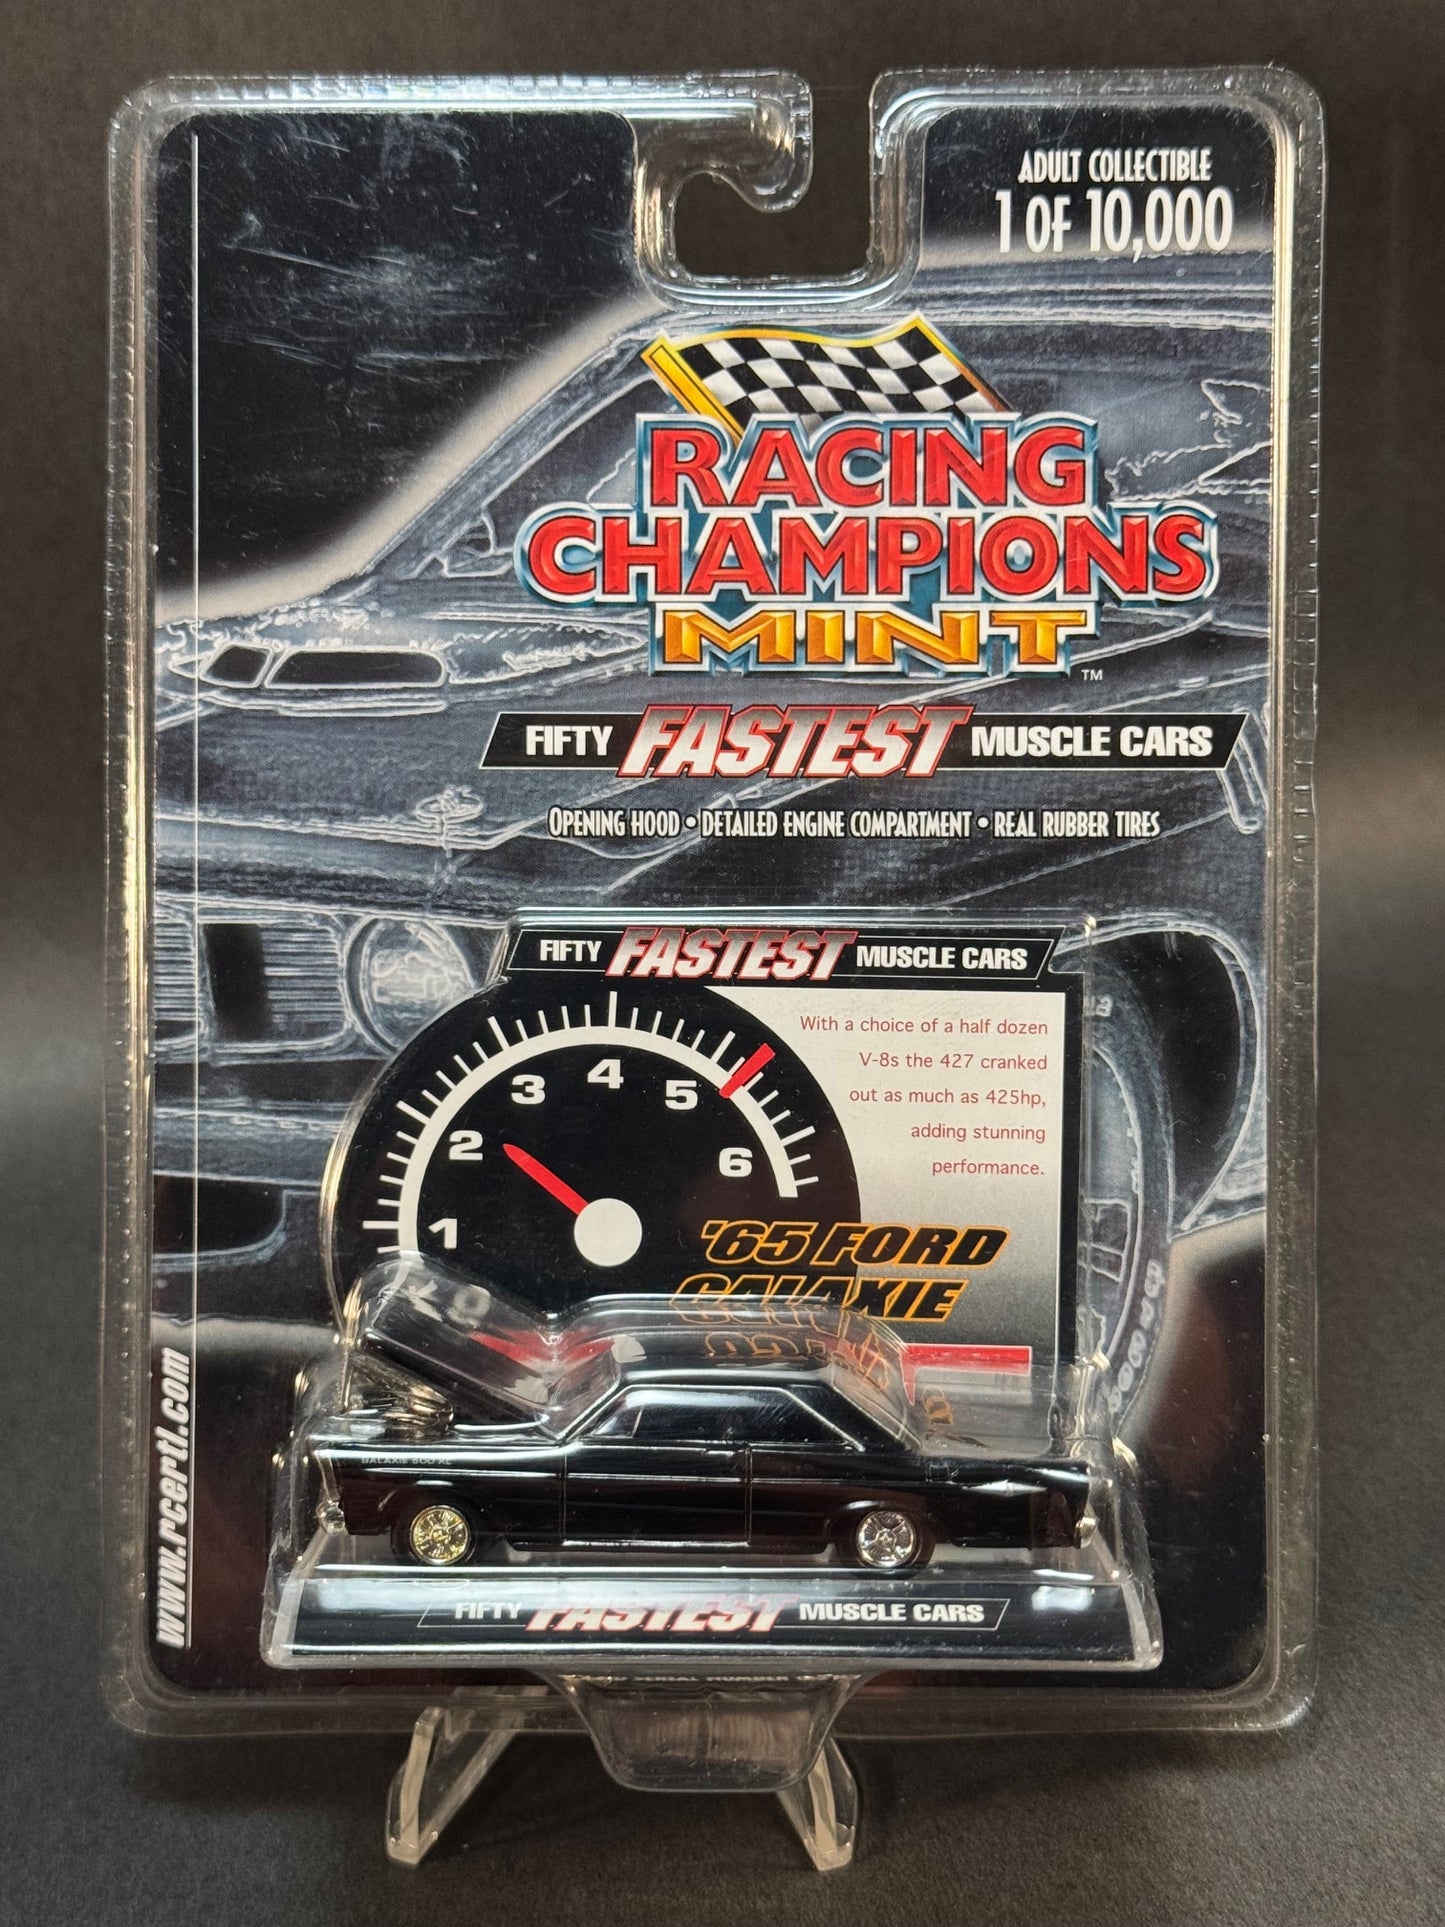 ADULT COLLECTIBLE
1 OF 10,000
RACING
CHAMPIONS
MINT
TM
FIFTY FASTEST MUSCLE CARS
OPENING HOOD • DETAILED ENGINE COMPARTMENT • REAL RUBBER TIRES
FIFTY FASTEST MUSCLE CARS
With a choice of a half dozen
V-8s the 427 cranked
out as much as 425hp,
adding stunning
performance.
1
2
3
4
5
6
'65 FORD
GALAXIE
GALAXIE 500 XL
FIFTY FASTEST MUSCLE CARS
SERIAL NUMBER
www.rcertl.com